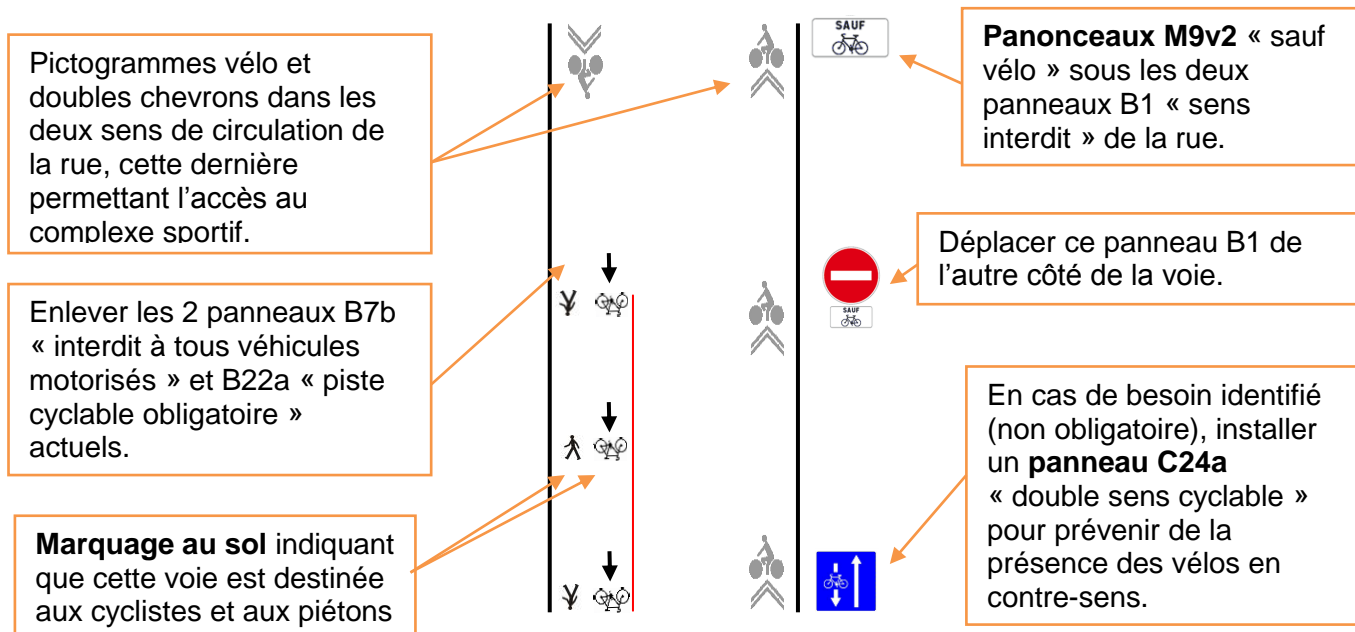 Pictogrammes vélo et
doubles chevrons dans les
deux sens de circulation de
la rue, cette dernière
permettant l’accès au
complexe sportif.
Enlever les 2 panneaux B7b
« interdit à tous véhicules
motorisés » et B22a « piste
cyclable obligatoire »
actuels.
Marquage au sol indiquant
que cette voie est destinée
aux cyclistes et aux piétons
SAUF
Panonceaux M9v2 « sauf
vélo » sous les deux
panneaux B1 « sens
interdit » de la rue.
SAUF
Déplacer ce panneau B1 de
l’autre côté de la voie.
En cas de besoin identifié
(non obligatoire), installer
un panneau C24a
« double sens cyclable »
pour prévenir de la
présence des vélos en
contre-sens.